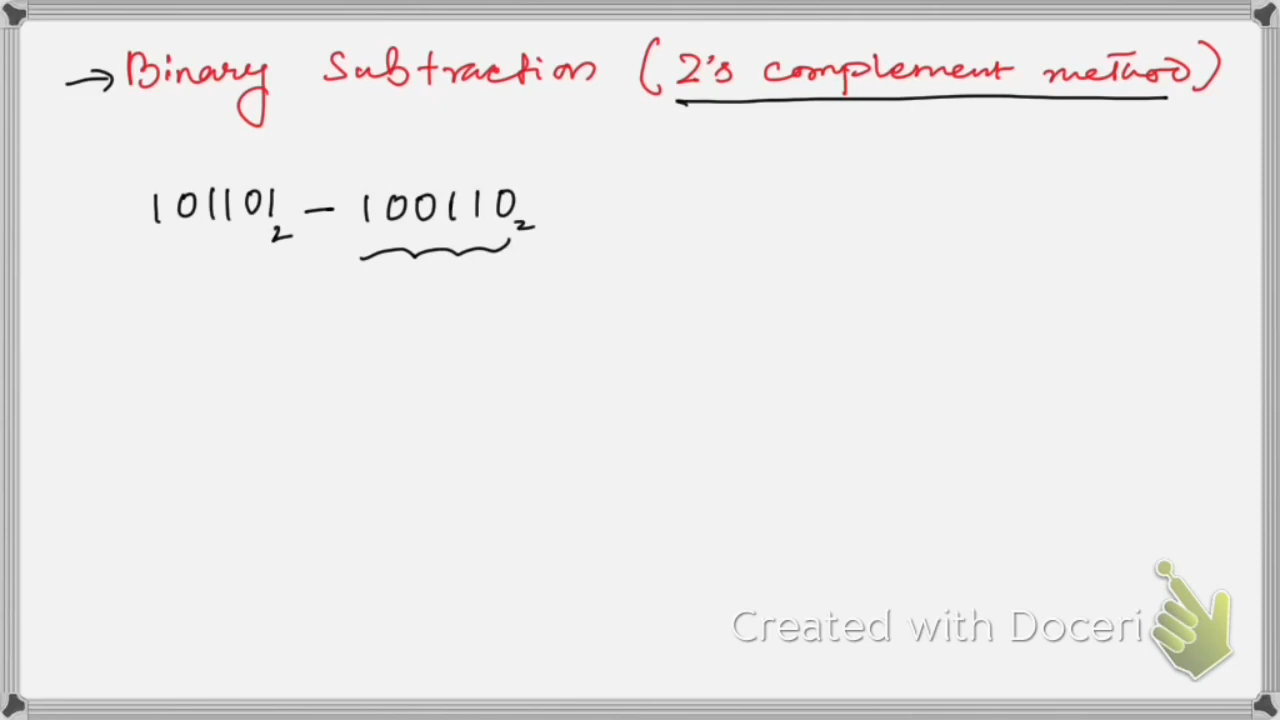 → Binary Subtraction (2's complement method)
101101₂ - 100110₂
Created with Doceri